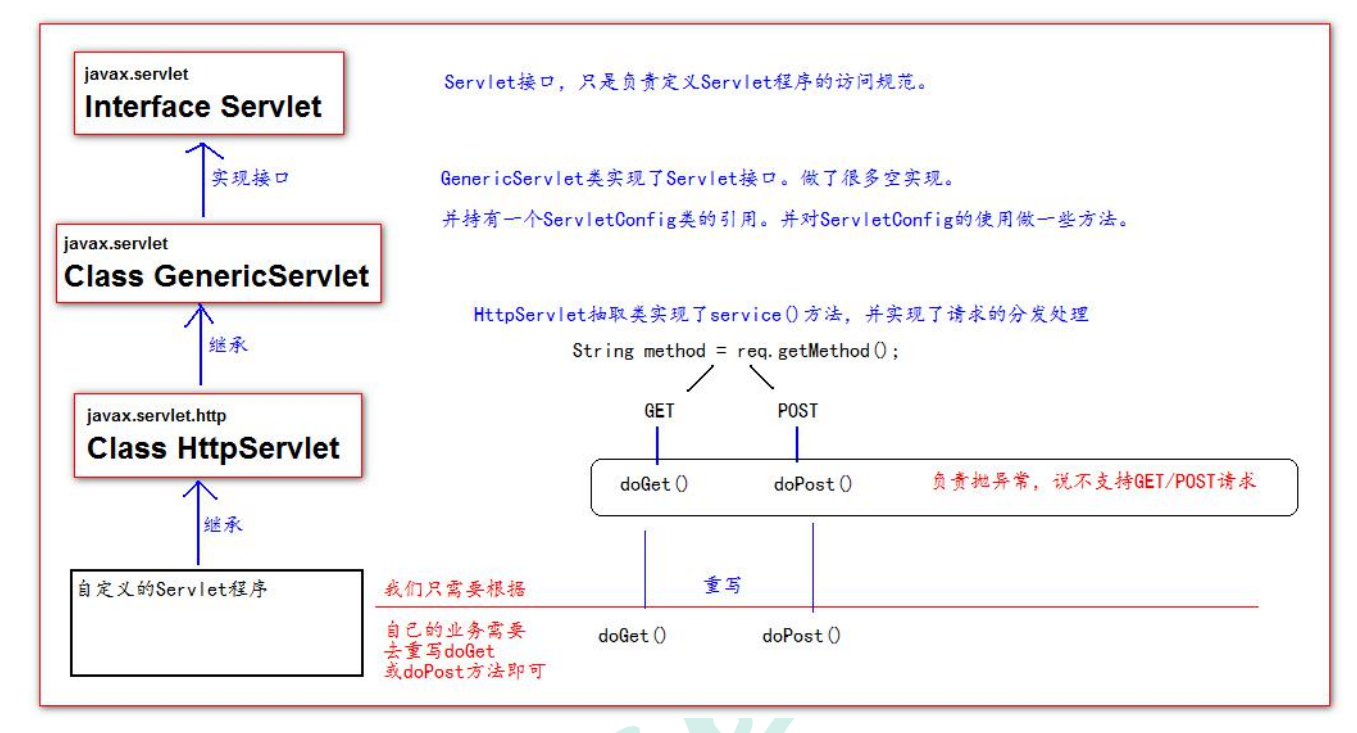 javax.servlet
Interface Servlet
Servlet接口，只是负责定义Servlet程序的访问规范。
实现接口
GenericServlet类实现了Servlet接口。做了很多空实现。
并持有一个ServletConfig类的引用。并对ServletConfig的使用做一些方法。
javax.servlet
Class GenericServlet
HttpServlet抽取类实现了service()方法，并实现了请求的分发处理
继承
String method = req.getMethod();
GET
POST
javax.servlet.http
Class HttpServlet
doGet()
doPost()
负责抛异常，说不支持GET/POST请求
继承
自定义的Servlet程序
我们只需要根据
重写
自己的业务需要
去重写doGet
或doPost方法即可
doGet()
doPost()